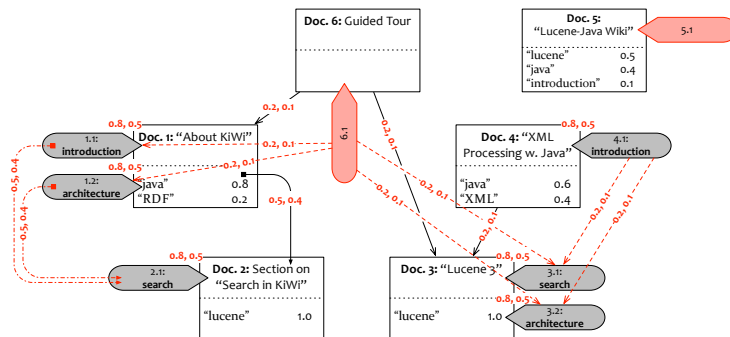 Doc. 6: Guided Tour
Doc. 5:
"Lucene-Java Wiki"
5.1
"lucene" 0.5
"java" 0.4
"introduction" 0.1
0.2, 0.1
0.2, 0.1
6.1
0.8, 0.5
1.1:
introduction
Doc. 1: "About KiWi"
0.2, 0.1
0.8, 0.5
1.2:
architecture
0.2, 0.1
"java" 0.8
"RDF" 0.2
0.8, 0.5
Doc. 4: "XML
Processing w. Java"
4.1:
introduction
"java" 0.6
"XML" 0.4
0.5, 0.4
0.5, 0.4
0.5, 0.4
0.2, 0.1
0.2, 0.1
0.2, 0.1
0.2, 0.1
0.2, 0.1
0.8, 0.5
2.1:
search
Doc. 2: Section on
"Search in KiWi"
"lucene" 1.0
Doc. 3: "Lucene 3"
0.8, 0.5
3.1:
search
"lucene" 1.0
0.8, 0.5
3.2:
architecture